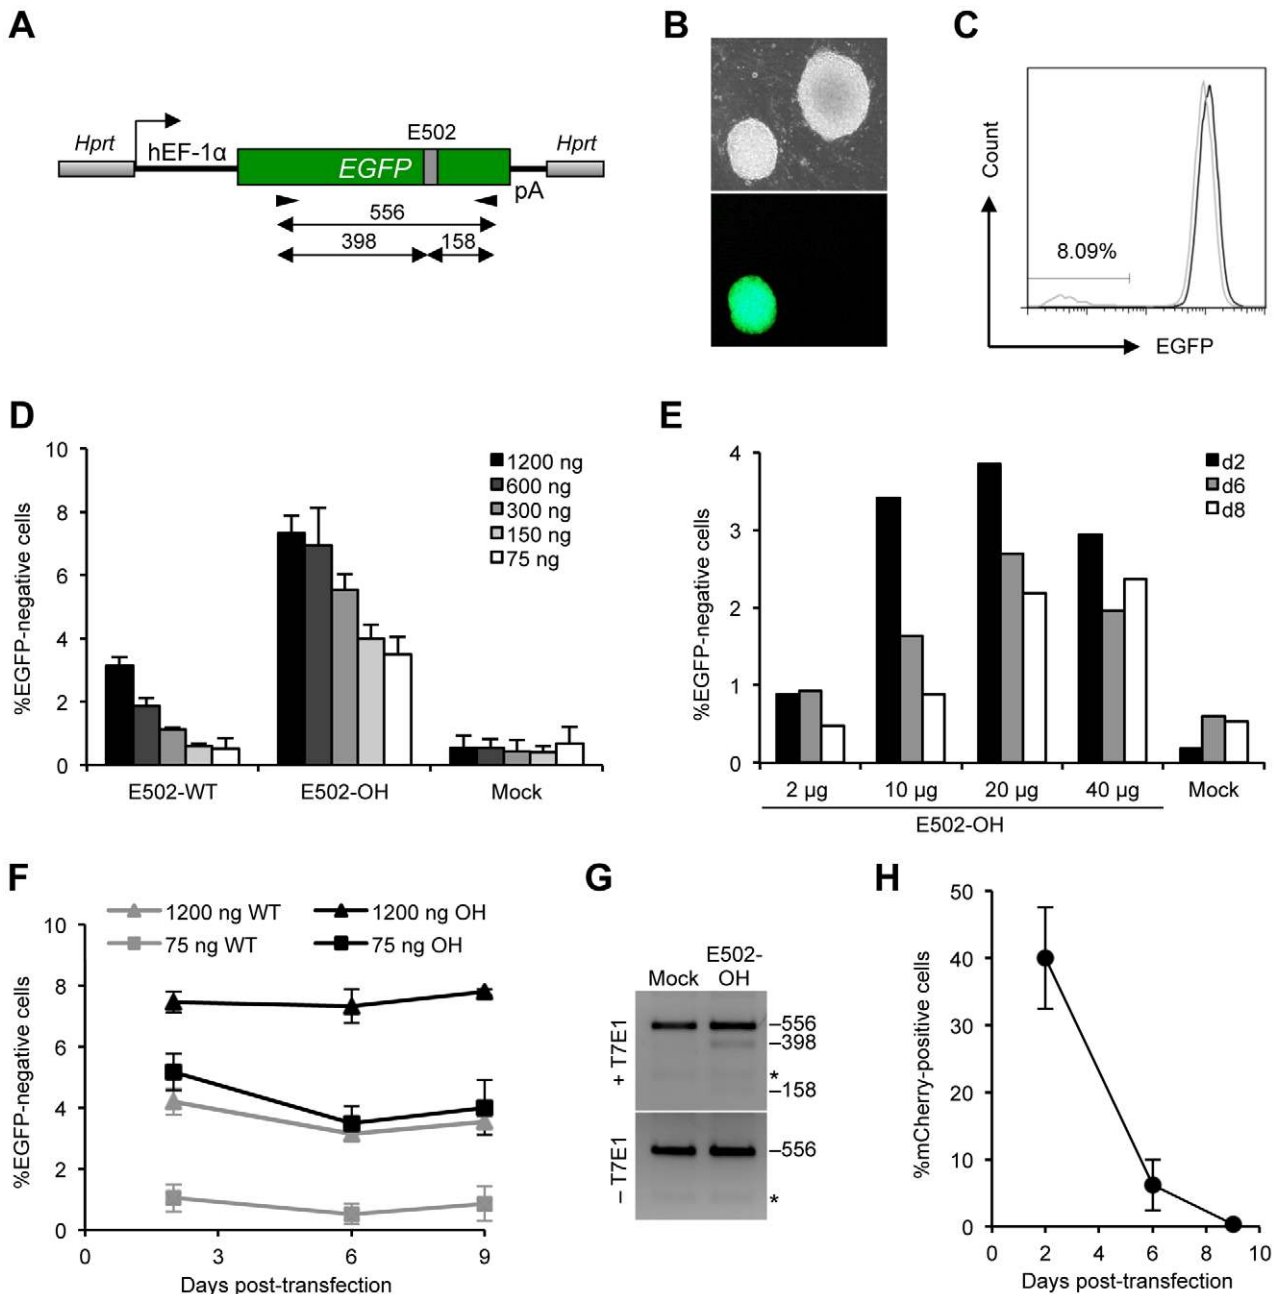 A
Hprt
hEF-1α
E502
EGFP
Hprt
pA
556
398
158
B
C
Count
8.09%
EGFP
D
%EGFP-negative cells
10
8
6
4
2
0
1200 ng
600 ng
300 ng
150 ng
75 ng
E502-WT
E502-OH
Mock
E
%EGFP-negative cells
4
3
2
1
0
d2
d6
d8
2 µg
10 µg
20 µg
40 µg
Mock
E502-OH
F
1200 ng WT
1200 ng OH
75 ng WT
75 ng OH
%EGFP-negative cells
10
8
6
4
2
0
0
3
6
9
Days post-transfection
G
Mock
E502-
OH
+ T7E1
–556
–398
*
–158
– T7E1
–556
*
H
%mCherry-positive cells
50
40
30
20
10
0
0
2
4
6
8
10
Days post-transfection